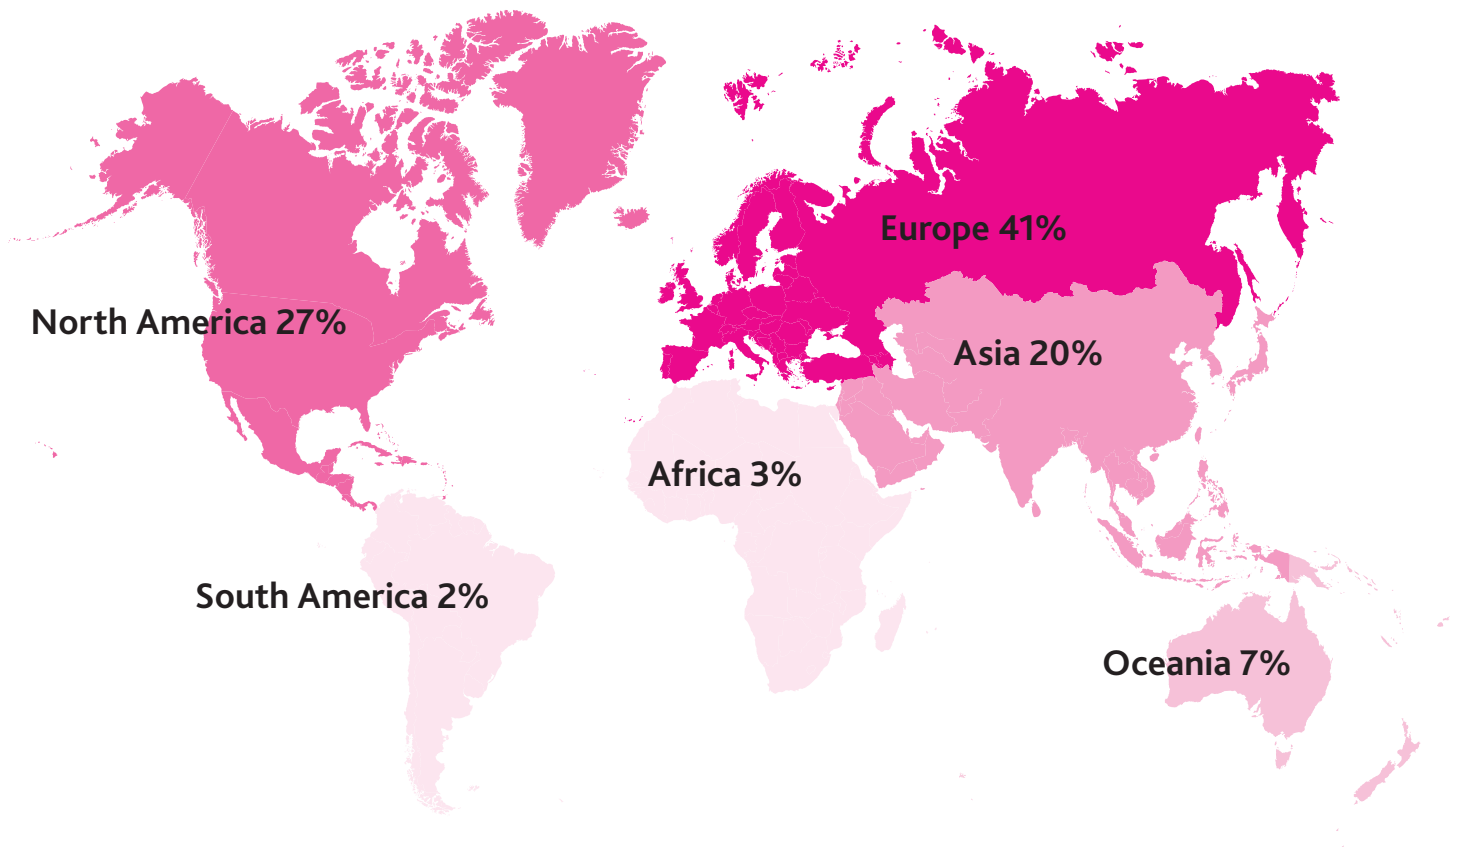 Europe 41%
North America 27%
Asia 20%
Africa 3%
South America 2%
Oceania 7%